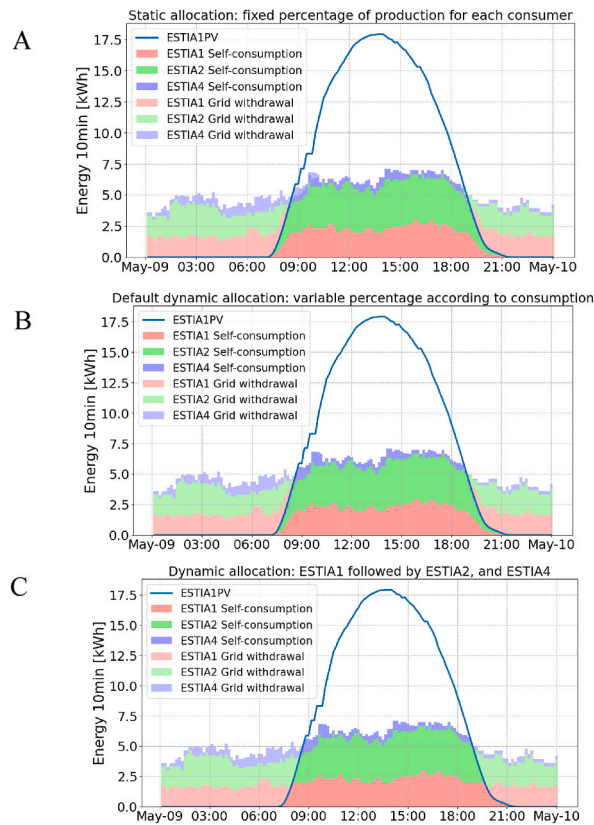 A
Static allocation: fixed percentage of production for each consumer
Energy 10min [kWh]
17.5
15.0
12.5
10.0
7.5
5.0
2.5
0.0
ESTIA1PV
ESTIA1 Self-consumption
ESTIA2 Self-consumption
ESTIA4 Self-consumption
ESTIA1 Grid withdrawal
ESTIA2 Grid withdrawal
ESTIA4 Grid withdrawal
May-09 03:00 06:00 09:00 12:00 15:00 18:00 21:00 May-10
B
Default dynamic allocation: variable percentage according to consumption
Energy 10min [kWh]
17.5
15.0
12.5
10.0
7.5
5.0
2.5
0.0
ESTIA1PV
ESTIA1 Self-consumption
ESTIA2 Self-consumption
ESTIA4 Self-consumption
ESTIA1 Grid withdrawal
ESTIA2 Grid withdrawal
ESTIA4 Grid withdrawal
May-09 03:00 06:00 09:00 12:00 15:00 18:00 21:00 May-10
C
Dynamic allocation: ESTIA1 followed by ESTIA2, and ESTIA4
Energy 10min [kWh]
17.5
15.0
12.5
10.0
7.5
5.0
2.5
0.0
ESTIA1PV
ESTIA1 Self-consumption
ESTIA2 Self-consumption
ESTIA4 Self-consumption
ESTIA1 Grid withdrawal
ESTIA2 Grid withdrawal
ESTIA4 Grid withdrawal
May-09 03:00 06:00 09:00 12:00 15:00 18:00 21:00 May-10